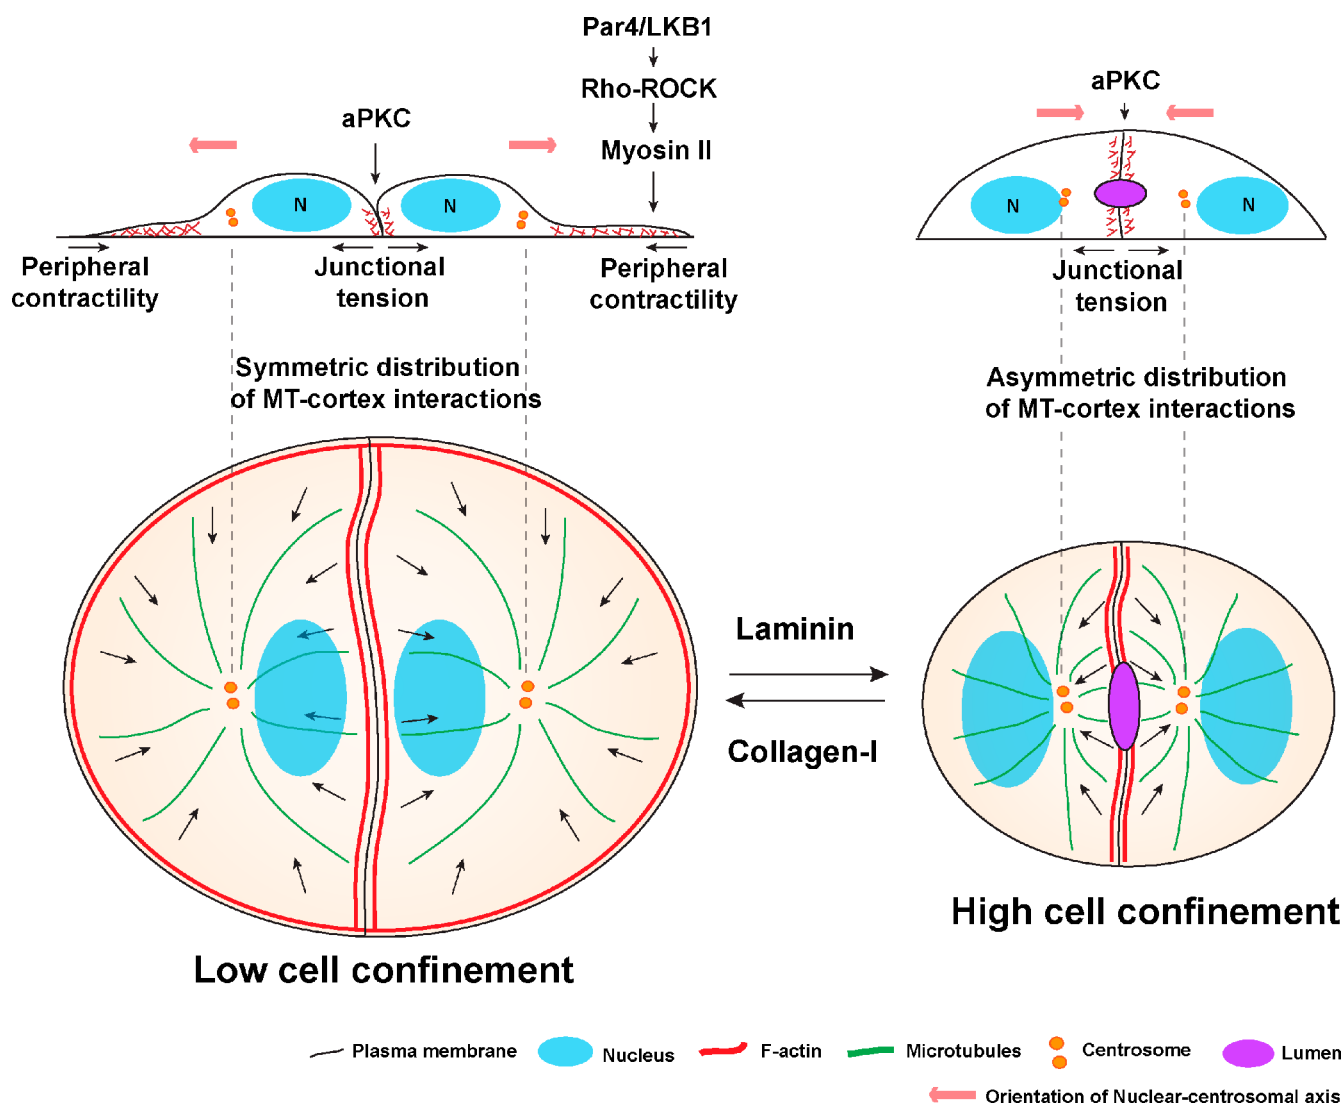 Par4/LKB1
Rho-ROCK
Myosin II
aPKC
N
N
Peripheral
contractility
Junctional
tension
Peripheral
contractility
aPKC
N
N
Junctional
tension
Symmetric distribution
of MT-cortex interactions
Asymmetric distribution
of MT-cortex interactions
Laminin
Collagen-I
Low cell confinement
High cell confinement
Plasma membrane
Nucleus
F-actin
Microtubules
Centrosome
Lumen
Orientation of Nuclear-centrosomal axis